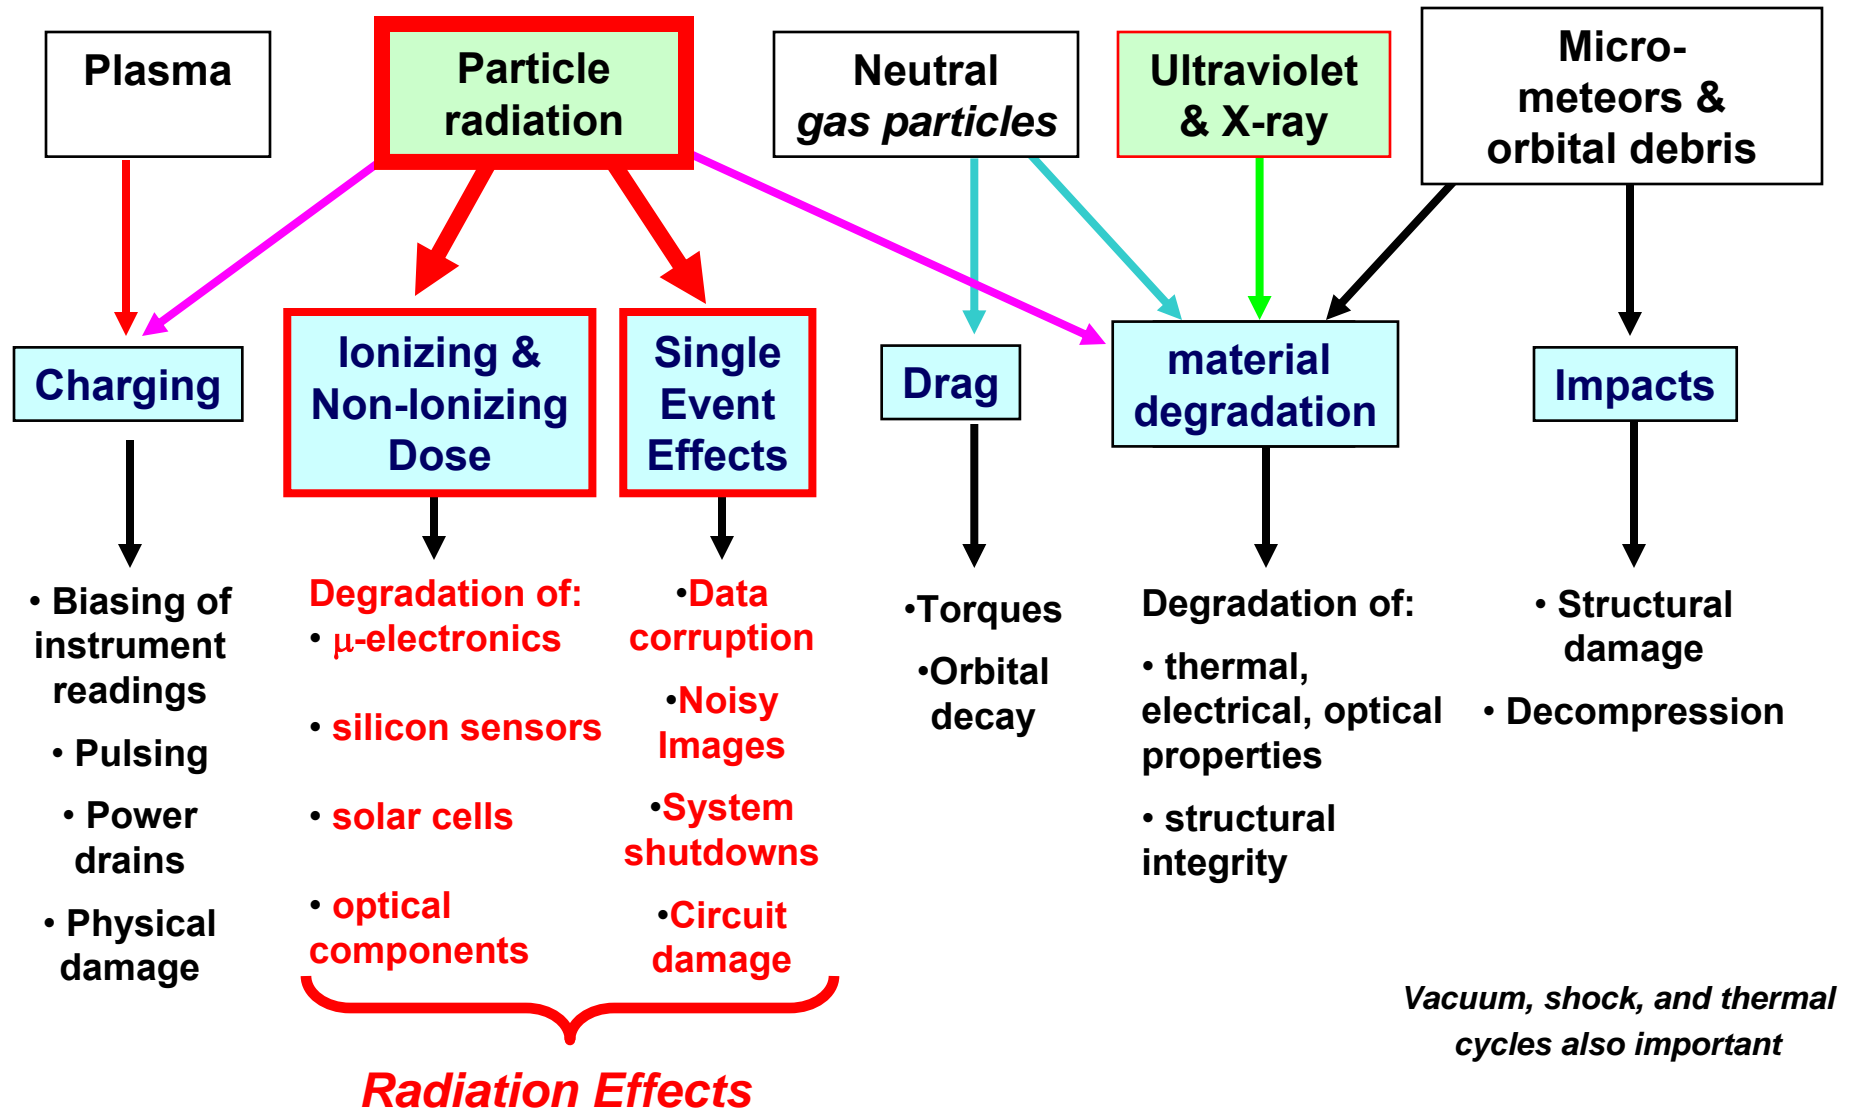 Plasma
Particle
radiation
Neutral
gas particles
Ultraviolet
& X-ray
Micro-
meteors &
orbital debris
Charging
Ionizing &
Non-Ionizing
Dose
Single
Event
Effects
Drag
material
degradation
Impacts
• Biasing of
instrument
readings
• Pulsing
• Power
drains
• Physical
damage
Degradation of:
• μ-electronics
• silicon sensors
• solar cells
• optical
components
•Data
corruption
•Noisy
Images
•System
shutdowns
•Circuit
damage
•Torques
•Orbital
decay
Degradation of:
• thermal,
electrical, optical
properties
• structural
integrity
• Structural
damage
• Decompression
Radiation Effects
Vacuum, shock, and thermal
cycles also important